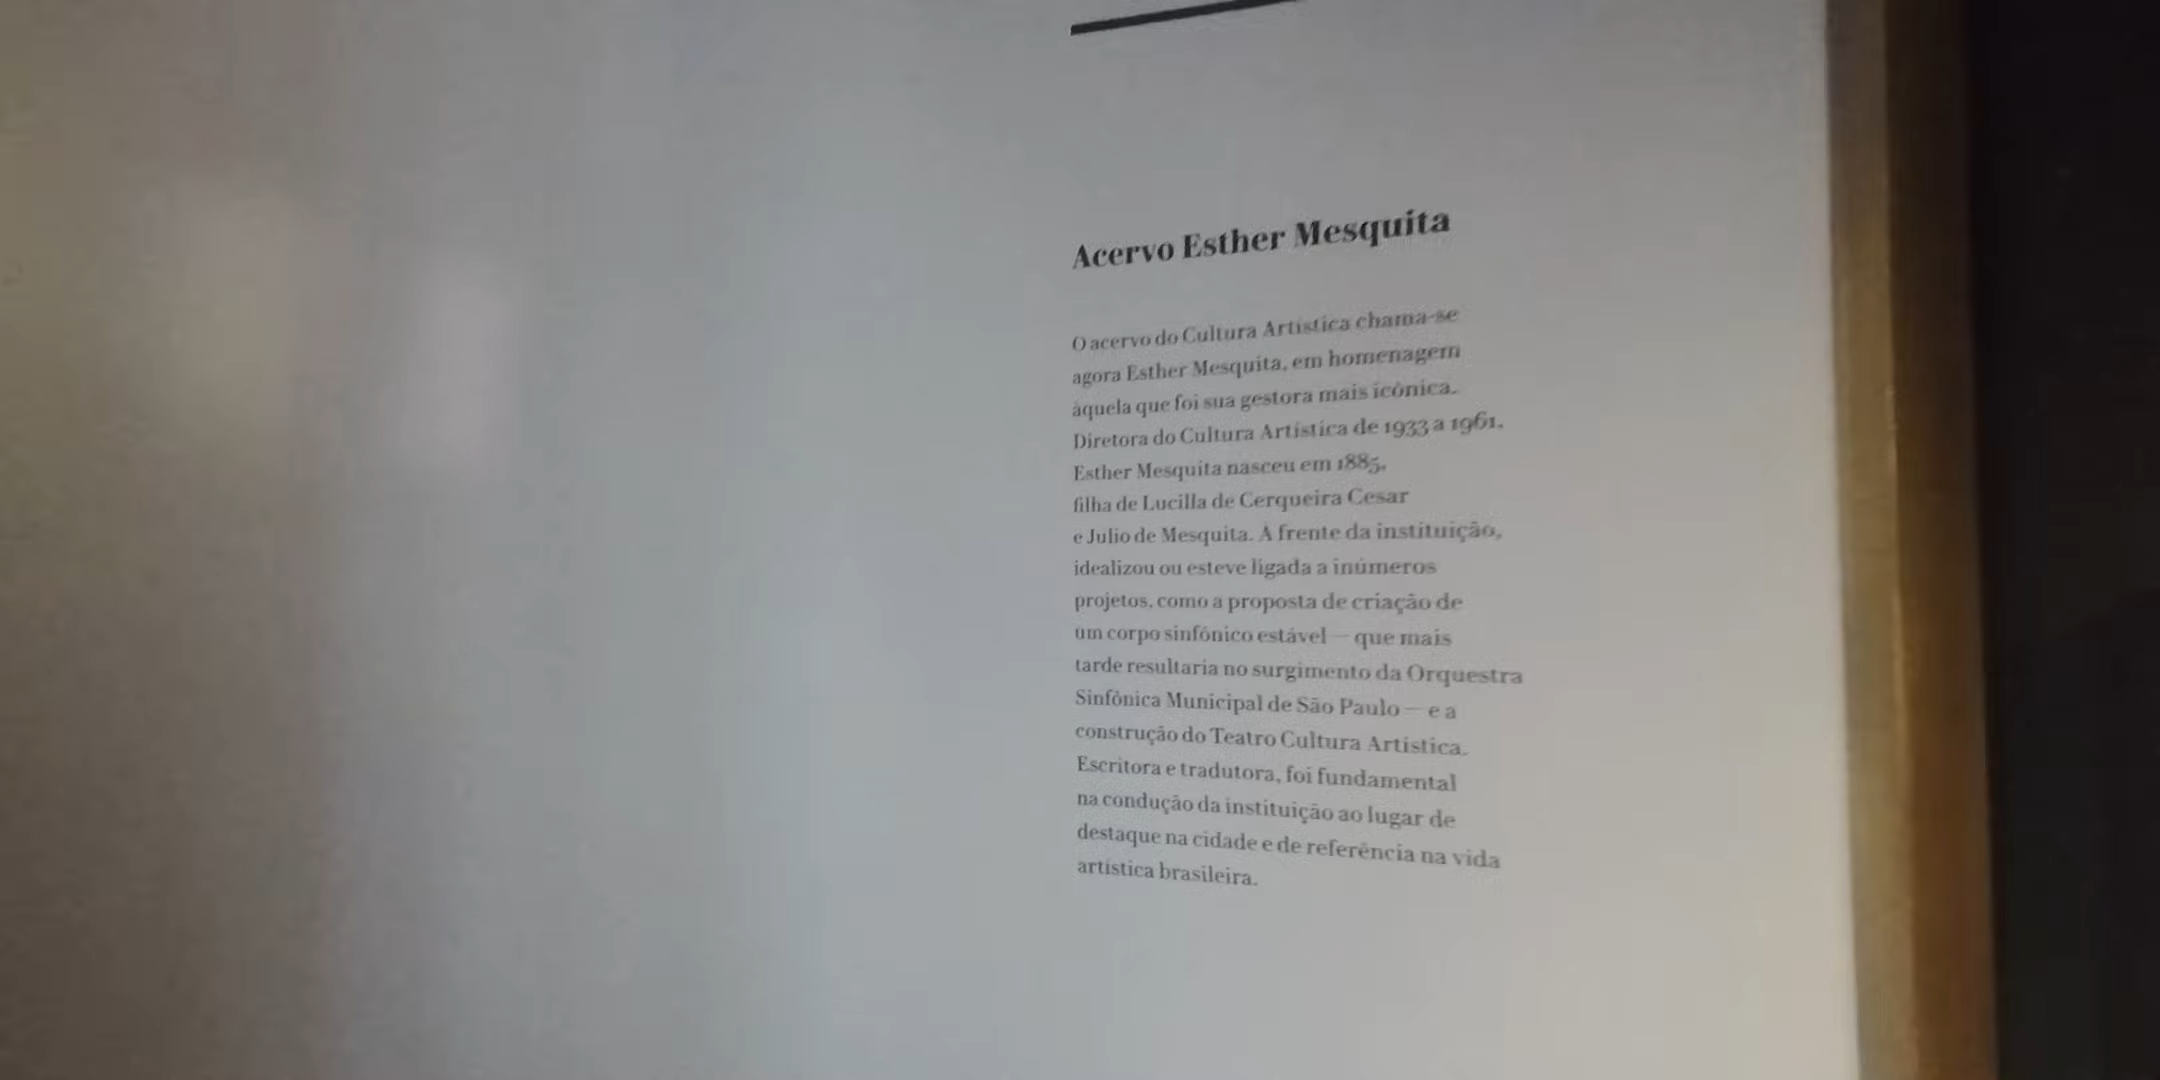 Acervo Esther Mesquita
O acervo do Cultura Artística chama-se
agora Esther Mesquita, em homenagem
àquela que foi sua gestora mais icônica.
Diretora do Cultura Artística de 1933 a 1961,
Esther Mesquita nasceu em 1885,
filha de Lucilla de Cerqueira Cesar
e Julio de Mesquita. À frente da instituição,
idealizou ou esteve ligada a inúmeros
projetos, como a proposta de criação de
um corpo sinfônico estável — que mais
tarde resultaria no surgimento da Orquestra
Sinfônica Municipal de São Paulo — e a
construção do Teatro Cultura Artística.
Escritora e tradutora, foi fundamental
na condução da instituição ao lugar de
destaque na cidade e de referência na vida
artística brasileira.